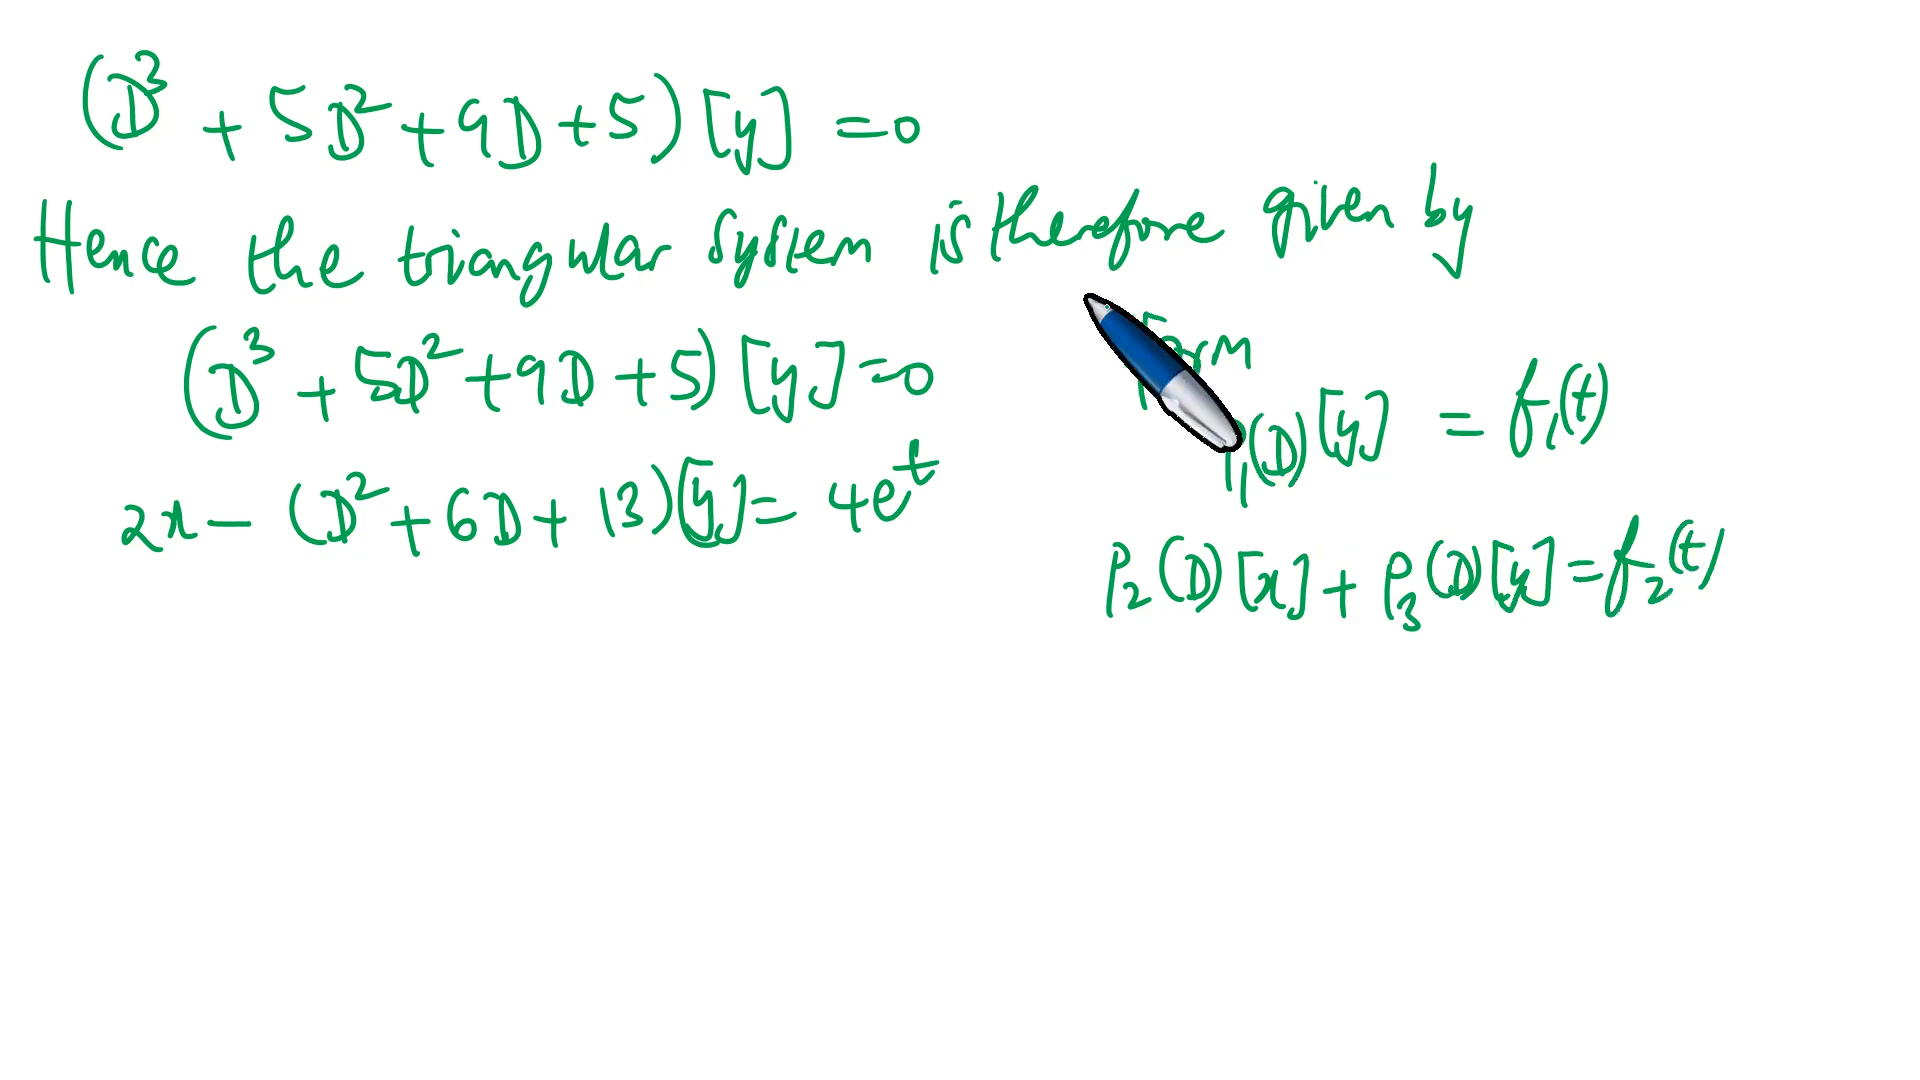 (D³ + 5D² + 9D + 5) [y] = 0
Hence the triangular system is therefore given by
(D³ + 5D² + 9D + 5) [y] = 0
2x - (D² + 6D + 13)[y] = 4eᵗ
Form
P₁(D)[y] = f₁(t)
P₂(D)[x] + P₃(D)[y] = f₂(t)